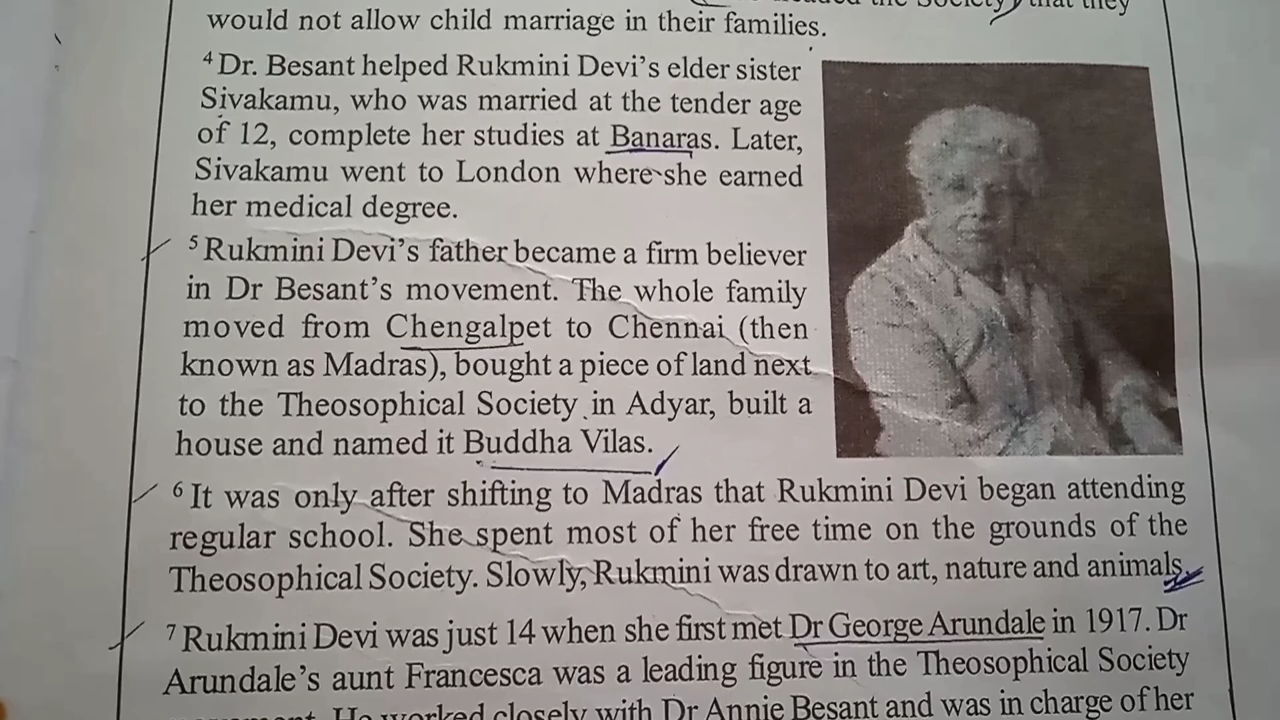 the Society, that they
would not allow child marriage in their families.
⁴ Dr. Besant helped Rukmini Devi's elder sister
Sivakamu, who was married at the tender age
of 12, complete her studies at Banaras. Later,
Sivakamu went to London where she earned
her medical degree.
⁵ Rukmini Devi's father became a firm believer
in Dr Besant's movement. The whole family
moved from Chengalpet to Chennai (then
known as Madras), bought a piece of land next
to the Theosophical Society in Adyar, built a
house and named it Buddha Vilas.
⁶ It was only after shifting to Madras that Rukmini Devi began attending
regular school. She spent most of her free time on the grounds of the
Theosophical Society. Slowly, Rukmini was drawn to art, nature and animals.
⁷ Rukmini Devi was just 14 when she first met Dr George Arundale in 1917. Dr
Arundale's aunt Francesca was a leading figure in the Theosophical Society
He worked closely with Dr Annie Besant and was in charge of her